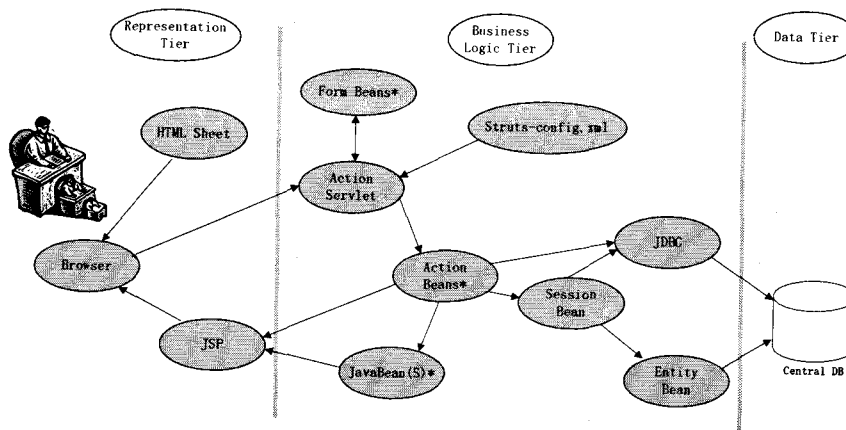 Representation
Tier
Business
Logic Tier
Data Tier
Form Beans*
HTML Sheet
Struts-config.xml
Action
Servlet
Browser
Action
Beans*
JDBC
Session
Bean
JSP
JavaBean(S)*
Entity
Bean
Central DB